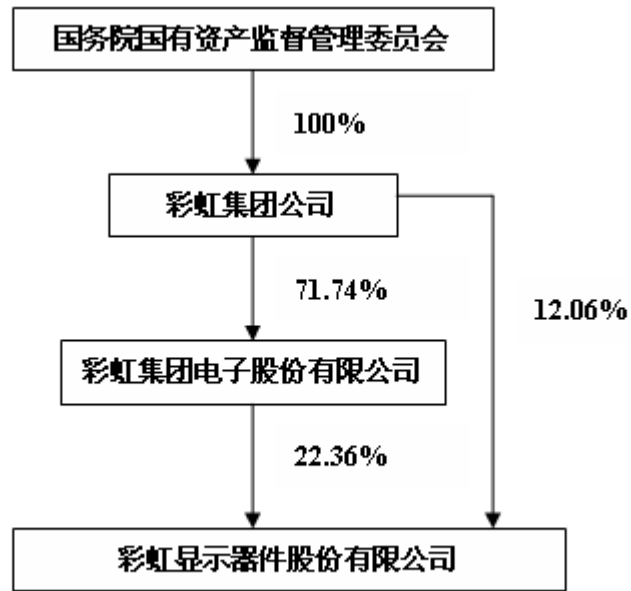 国务院国有资产监督管理委员会
100%
彩虹集团公司
71.74%
12.06%
彩虹集团电子股份有限公司
22.36%
彩虹显示器件股份有限公司